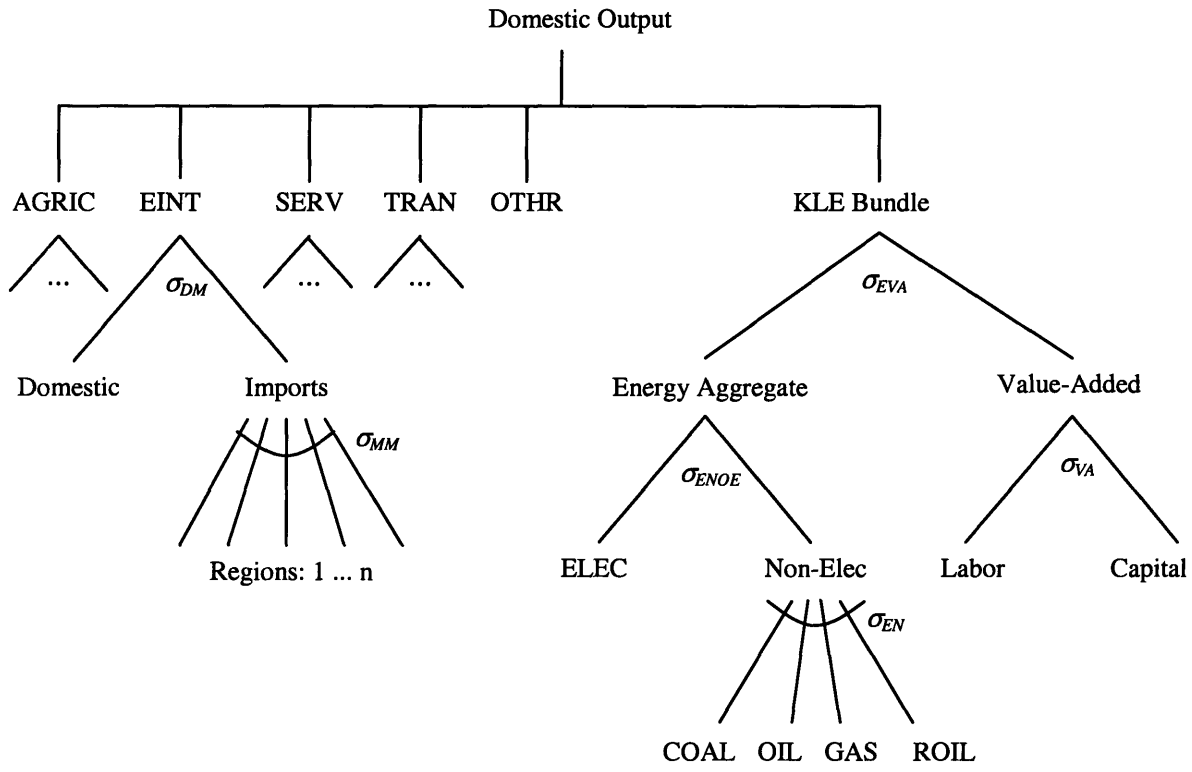 Domestic Output
AGRIC EINT SERV TRAN OTHR KLE Bundle
... σDM ... ... σEVA
Domestic Imports Energy Aggregate Value-Added
σMM σENOE σVA
Regions: 1 ... n ELEC Non-Elec Labor Capital
σEN
COAL OIL GAS ROIL